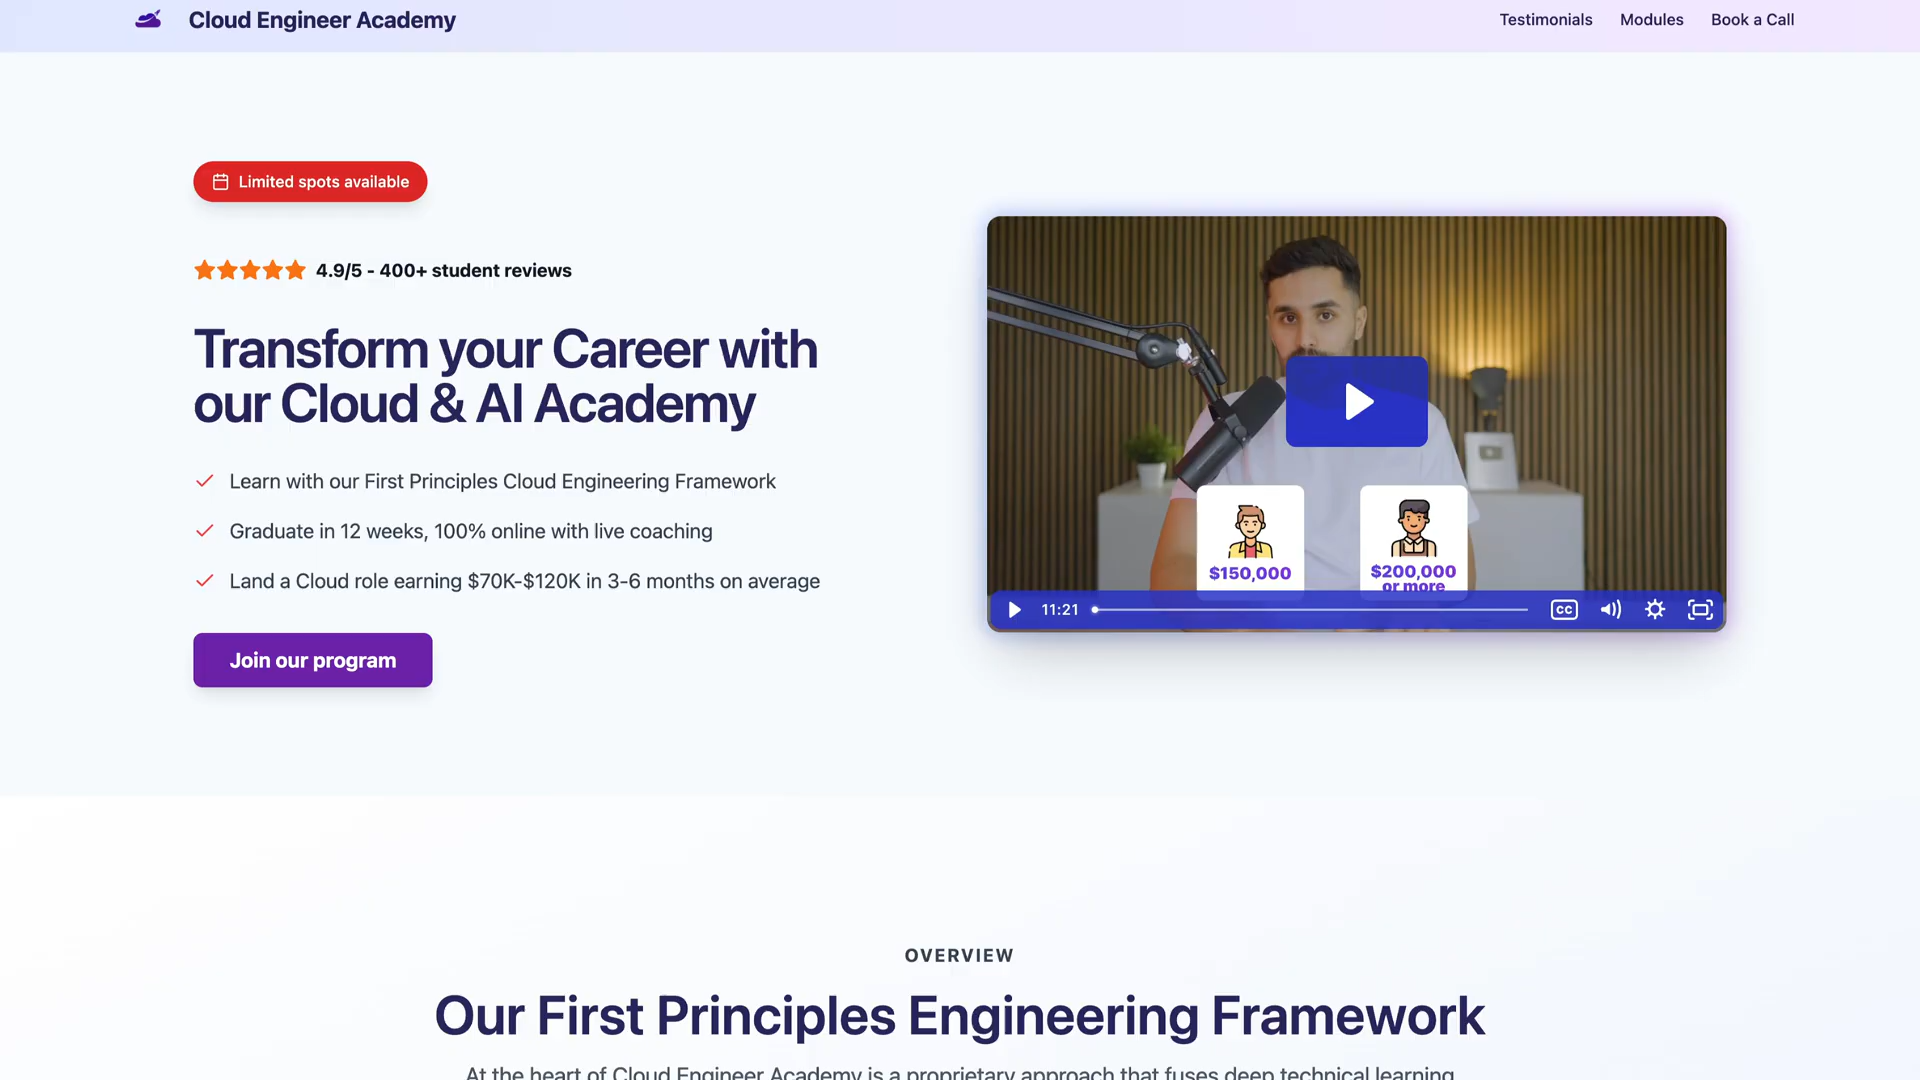 Cloud Engineer Academy
Testimonials
Modules
Book a Call
Limited spots available
4.9/5 - 400+ student reviews
Transform your Career with
our Cloud & AI Academy
Learn with our First Principles Cloud Engineering Framework
Graduate in 12 weeks, 100% online with live coaching
Land a Cloud role earning $70K-$120K in 3-6 months on average
Join our program
$150,000
$200,000
or more
11:21
CC
OVERVIEW
Our First Principles Engineering Framework
At the heart of Cloud Engineer Academy is a proprietary approach that fuses deep technical learning